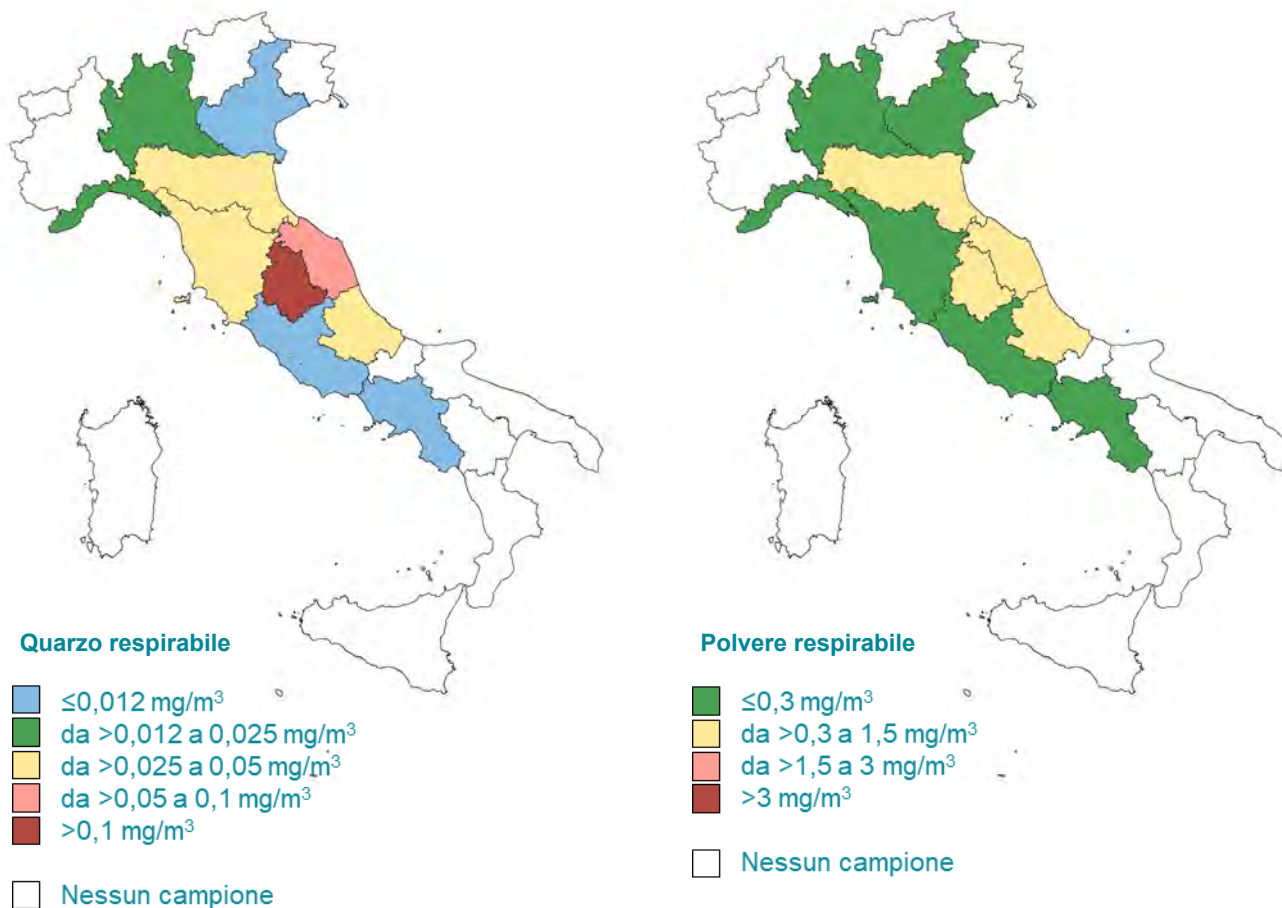 Quarzo respirabile
≤0,012 mg/m³
da >0,012 a 0,025 mg/m³
da >0,025 a 0,05 mg/m³
da >0,05 a 0,1 mg/m³
>0,1 mg/m³
Nessun campione
Polvere respirabile
≤0,3 mg/m³
da >0,3 a 1,5 mg/m³
da >1,5 a 3 mg/m³
>3 mg/m³
Nessun campione